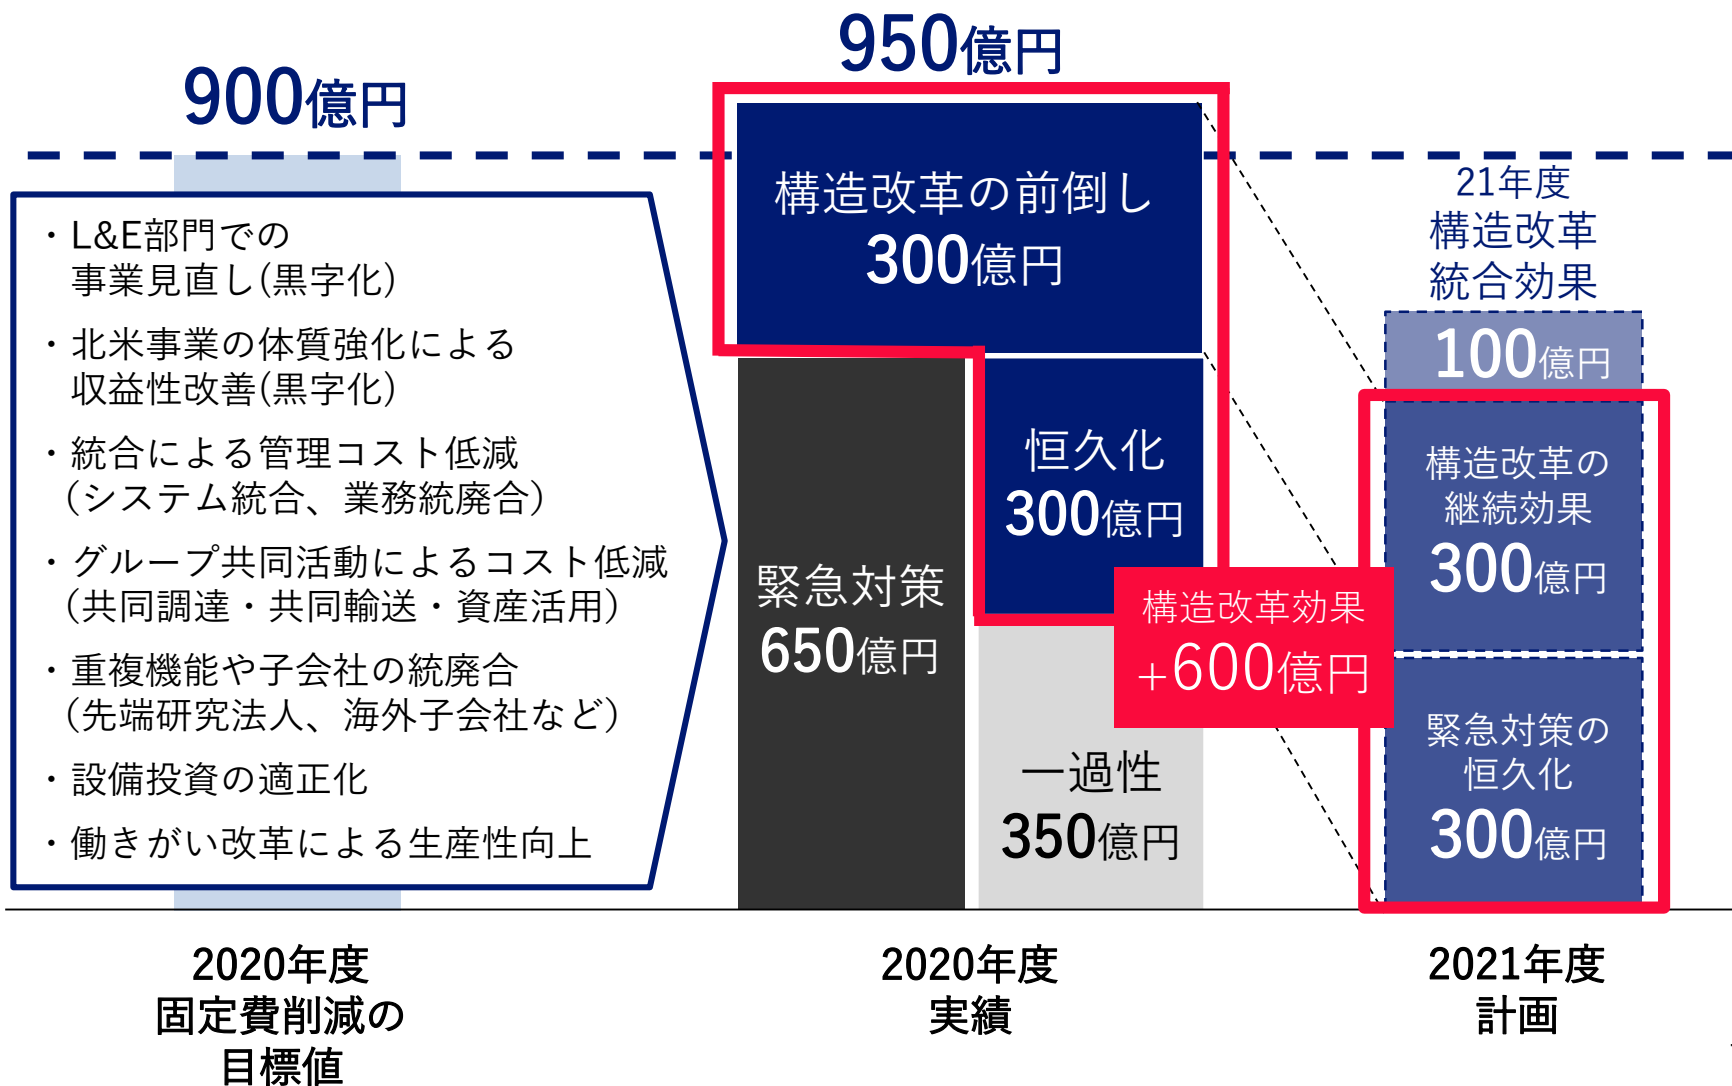 900億円
・L&E部門での
事業見直し(黒字化)
・北米事業の体質強化による
収益性改善(黒字化)
・統合による管理コスト低減
(システム統合、業務統廃合)
・グループ共同活動によるコスト低減
(共同調達・共同輸送・資産活用)
・重複機能や子会社の統廃合
(先端研究法人、海外子会社など)
・設備投資の適正化
・働きがい改革による生産性向上
2020年度
固定費削減の
目標値
950億円
構造改革の前倒し
300億円
緊急対策
650億円
恒久化
300億円
一過性
350億円
2020年度
実績
構造改革効果
+600億円
21年度
構造改革
統合効果
100億円
構造改革の
継続効果
300億円
緊急対策の
恒久化
300億円
2021年度
計画